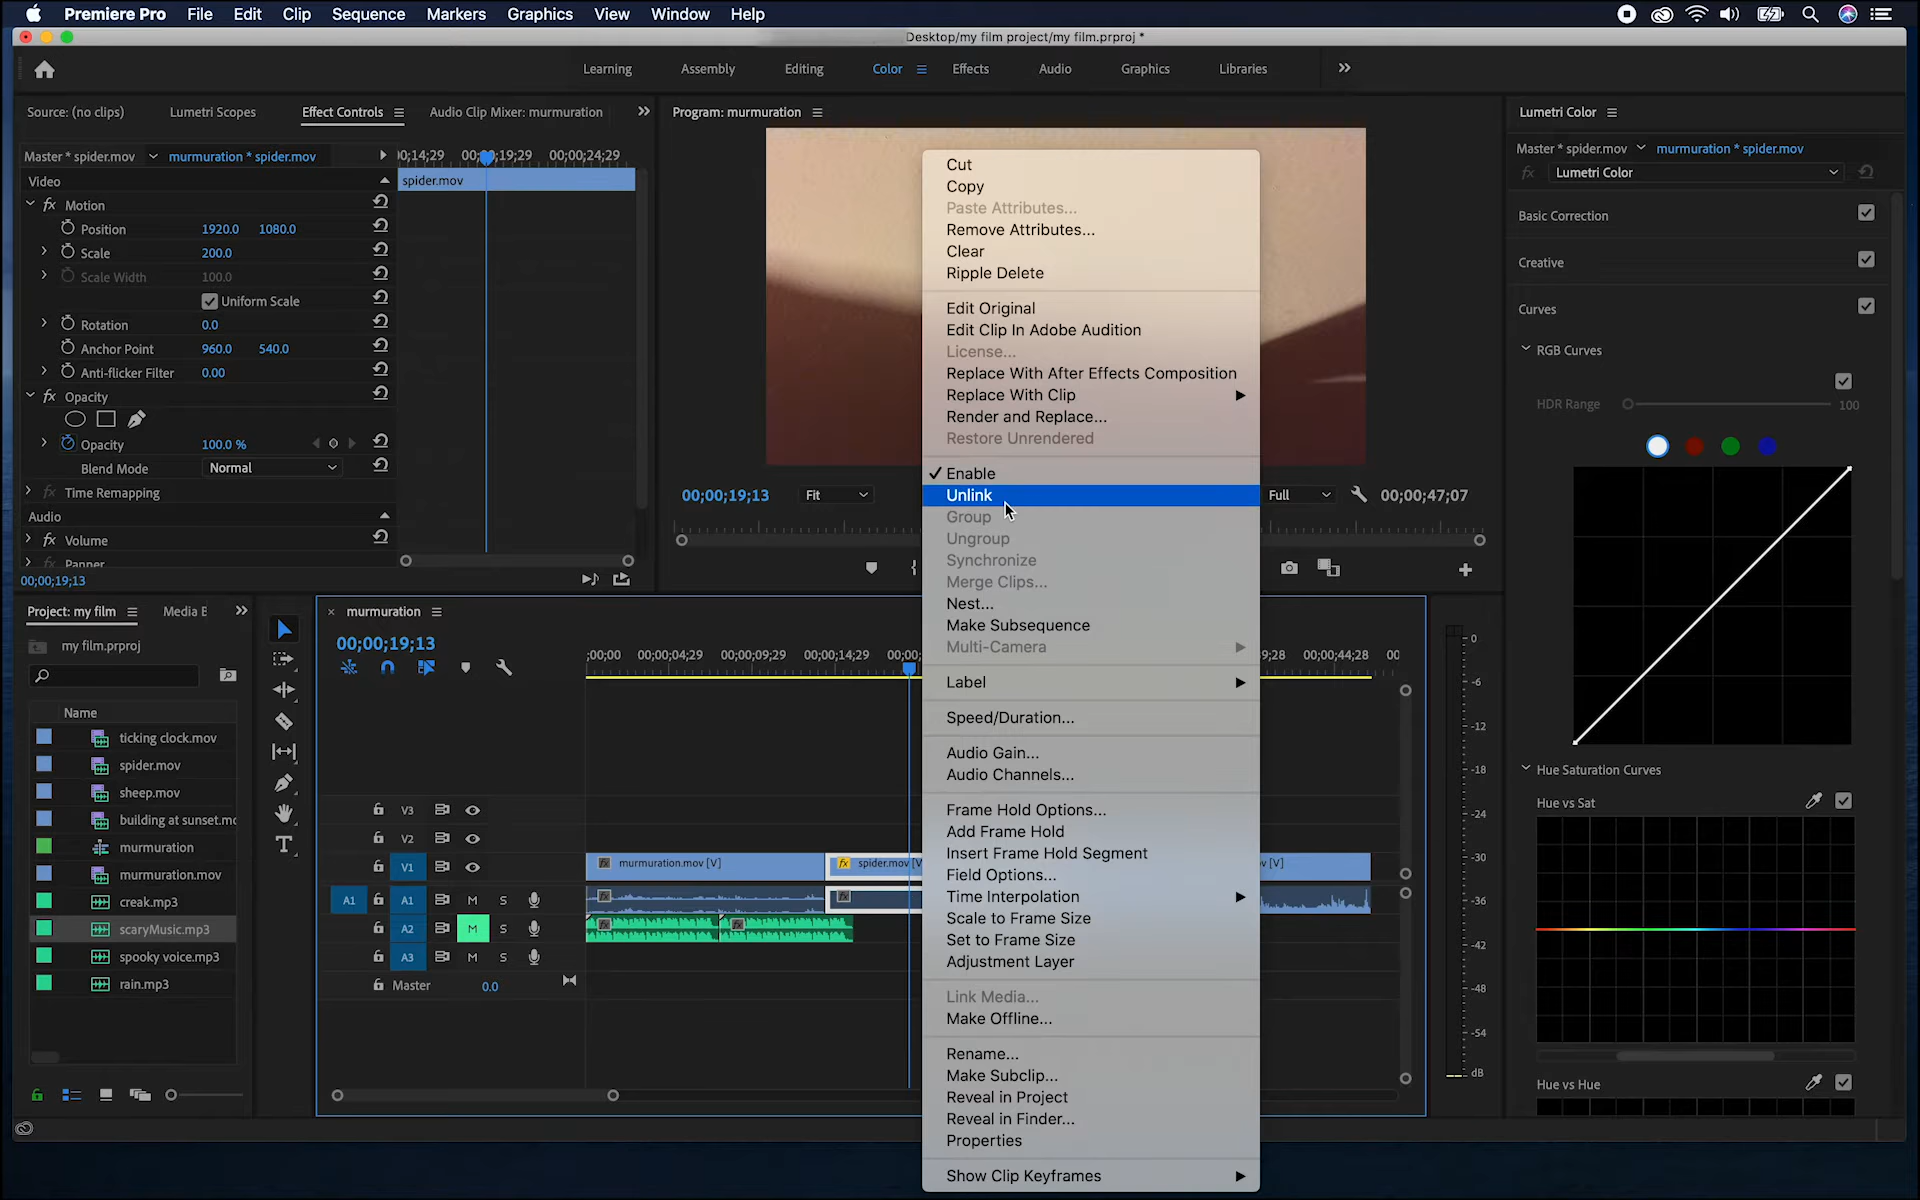 Premiere Pro File Edit Clip Sequence Markers Graphics View Window Help
Desktop/my film project/my film.prproj *
Learning Assembly Editing Color Effects Audio Graphics Libraries
Source: (no clips) Lumetri Scopes Effect Controls Audio Clip Mixer: murmuration
Master * spider.mov murmuration * spider.mov
00;00;24;29
Video
spider.mov
fx Motion
Position 1920.0 1080.0
Scale 200.0
Scale Width 100.0
Uniform Scale
Rotation 0.0
Anchor Point 960.0 540.0
Anti-flicker Filter 0.00
fx Opacity
Opacity 100.0 %
Blend Mode Normal
fx Time Remapping
Audio
fx Volume
fx Panner
00;00;19;13
Program: murmuration
00;00;19;13 Fit Full 00;00;47;07
Cut
Copy
Paste Attributes...
Remove Attributes...
Clear
Ripple Delete
Edit Original
Edit Clip In Adobe Audition
License...
Replace With After Effects Composition
Replace With Clip
Render and Replace...
Restore Unrendered
Enable
Unlink
Group
Ungroup
Synchronize
Merge Clips...
Nest...
Make Subsequence
Multi-Camera
Label
Speed/Duration...
Audio Gain...
Audio Channels...
Frame Hold Options...
Add Frame Hold
Insert Frame Hold Segment
Field Options...
Time Interpolation
Scale to Frame Size
Set to Frame Size
Adjustment Layer
Link Media...
Make Offline...
Rename...
Make Subclip...
Reveal in Project
Reveal in Finder...
Properties
Show Clip Keyframes
Lumetri Color
Master * spider.mov murmuration * spider.mov
fx Lumetri Color
Basic Correction
Creative
Curves
RGB Curves
HDR Range 100
Hue Saturation Curves
Hue vs Sat
Hue vs Hue
Project: my film Media B
my film.prproj
Name
ticking clock.mov
spider.mov
sheep.mov
building at sunset.mo
murmuration
murmuration.mov
creak.mp3
scaryMusic.mp3
spooky voice.mp3
rain.mp3
murmuration
00;00;19;13
;00;00 00;00;04;29 00;00;09;29 00;00;14;29 00;00; 9;28 00;00;44;28 00
V3
V2
V1 fx murmuration.mov [V] fx spider.mov [V] v [V]
A1 A1 M S fx fx
A2 M S fx fx
A3 M S
Master 0.0
0
-6
-12
-18
-24
-30
-36
-42
-48
-54
dB
T